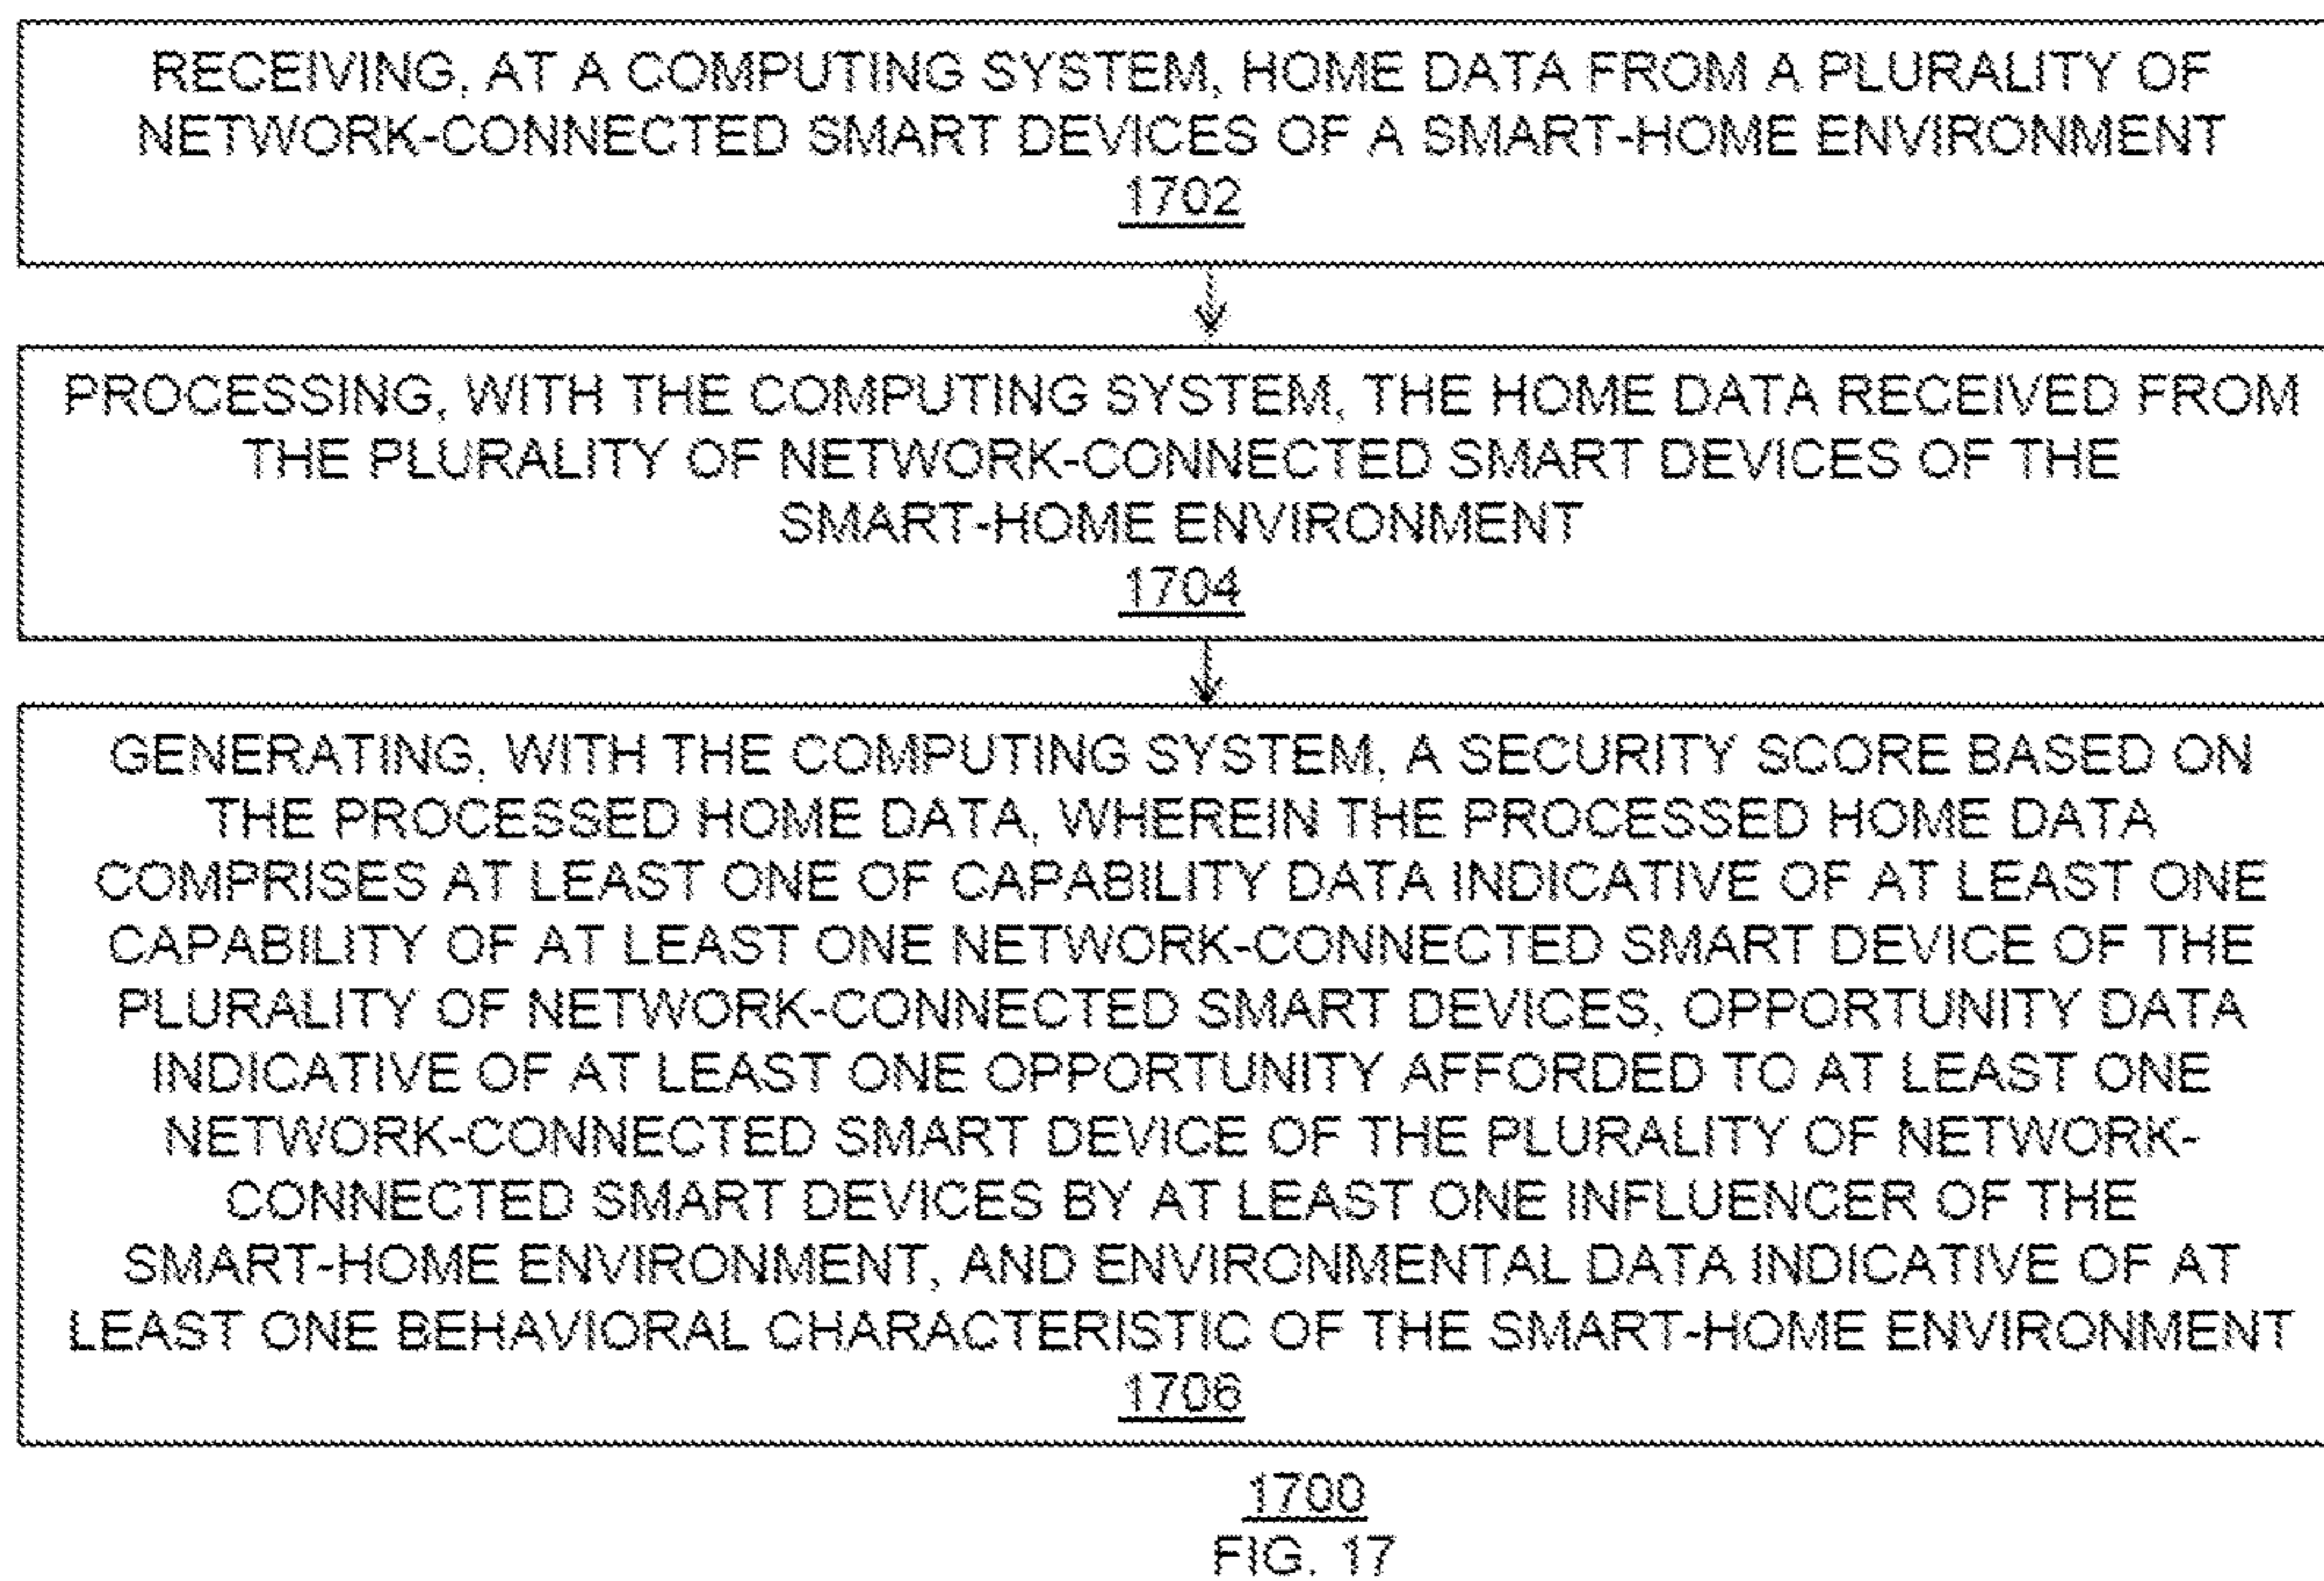 RECEIVING, AT A COMPUTING SYSTEM, HOME DATA FROM A PLURALITY OF
NETWORK-CONNECTED SMART DEVICES OF A SMART-HOME ENVIRONMENT
1702
PROCESSING, WITH THE COMPUTING SYSTEM, THE HOME DATA RECEIVED FROM
THE PLURALITY OF NETWORK-CONNECTED SMART DEVICES OF THE
SMART-HOME ENVIRONMENT
1704
GENERATING, WITH THE COMPUTING SYSTEM, A SECURITY SCORE BASED ON
THE PROCESSED HOME DATA, WHEREIN THE PROCESSED HOME DATA
COMPRISES AT LEAST ONE OF CAPABILITY DATA INDICATIVE OF AT LEAST ONE
CAPABILITY OF AT LEAST ONE NETWORK-CONNECTED SMART DEVICE OF THE
PLURALITY OF NETWORK-CONNECTED SMART DEVICES, OPPORTUNITY DATA
INDICATIVE OF AT LEAST ONE OPPORTUNITY AFFORDED TO AT LEAST ONE
NETWORK-CONNECTED SMART DEVICE OF THE PLURALITY OF NETWORK-
CONNECTED SMART DEVICES BY AT LEAST ONE INFLUENCER OF THE
SMART-HOME ENVIRONMENT, AND ENVIRONMENTAL DATA INDICATIVE OF AT
LEAST ONE BEHAVIORAL CHARACTERISTIC OF THE SMART-HOME ENVIRONMENT
1706
1700
FIG. 17